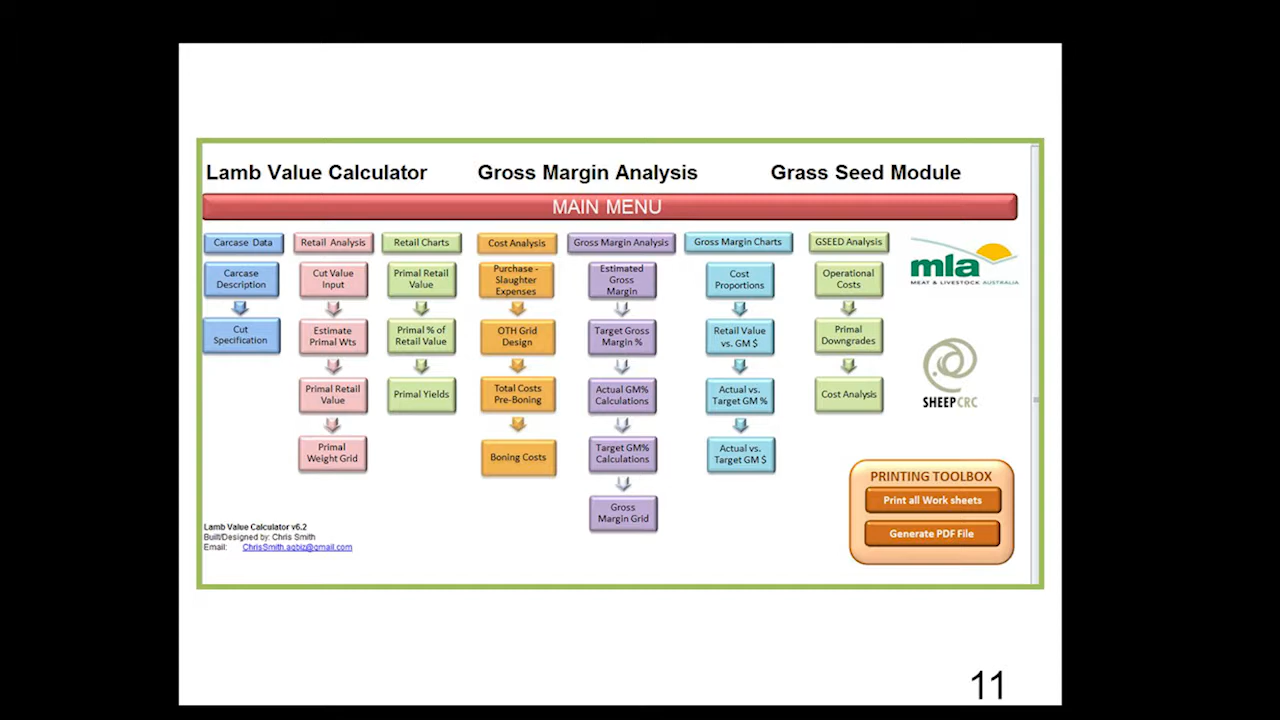 Lamb Value Calculator
Gross Margin Analysis
Grass Seed Module
MAIN MENU
Carcase Data
Carcase
Description
Cut
Specification
Retail Analysis
Cut Value
Input
Estimate
Primal Wts
Primal Retail
Value
Primal
Weight Grid
Retail Charts
Primal Retail
Value
Primal % of
Retail Value
Primal Yields
Cost Analysis
Purchase -
Slaughter
Expenses
OTH Grid
Design
Total Costs
Pre-Boning
Boning Costs
Gross Margin Analysis
Estimated
Gross
Margin
Target Gross
Margin %
Actual GM%
Calculations
Target GM%
Calculations
Gross
Margin Grid
Gross Margin Charts
Cost
Proportions
Retail Value
vs. GM $
Actual vs.
Target GM %
Actual vs.
Target GM $
GSEED Analysis
Operational
Costs
Primal
Downgrades
Cost Analysis
mla
MEAT & LIVESTOCK AUSTRALIA
SHEEPCRC
PRINTING TOOLBOX
Print all Work sheets
Generate PDF File
Lamb Value Calculator v6.2
Built/Designed by: Chris Smith
Email: ChrisSmith.agbiz@gmail.com
11